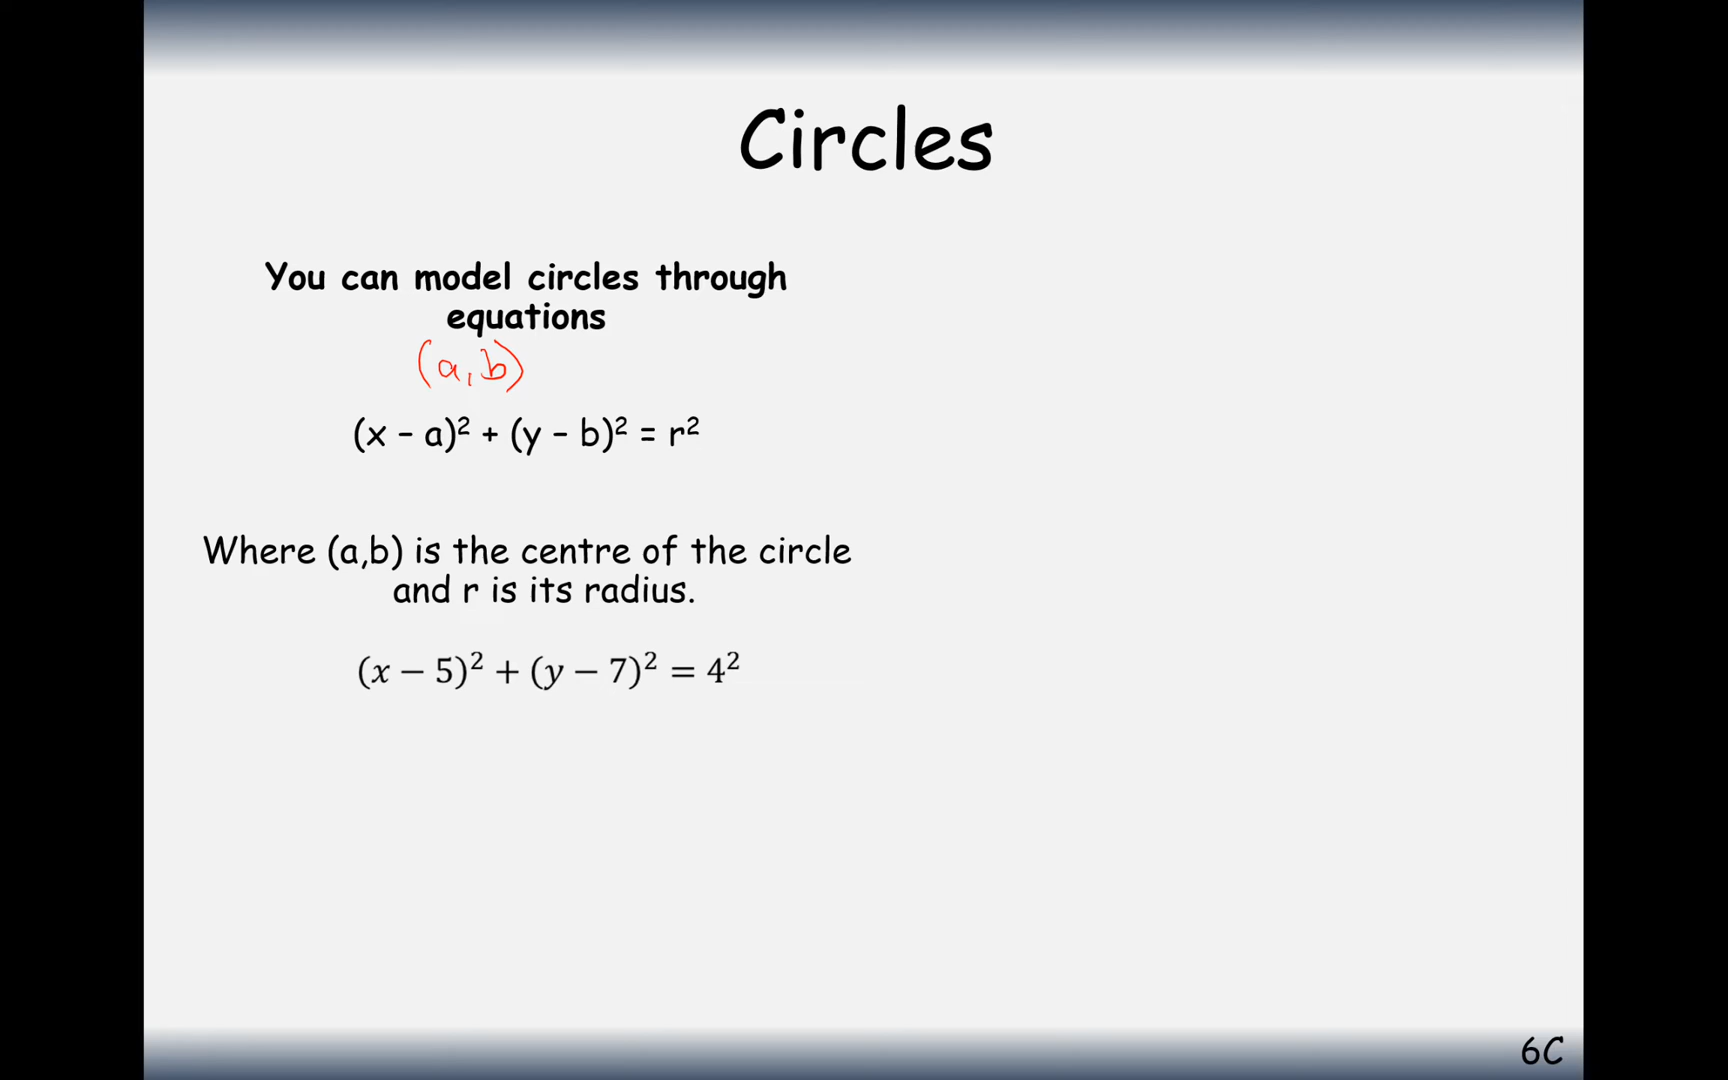 Circles
You can model circles through
equations
(a,b)
(x - a)² + (y - b)² = r²
Where (a,b) is the centre of the circle
and r is its radius.
(x − 5)² + (y − 7)² = 4²
6C